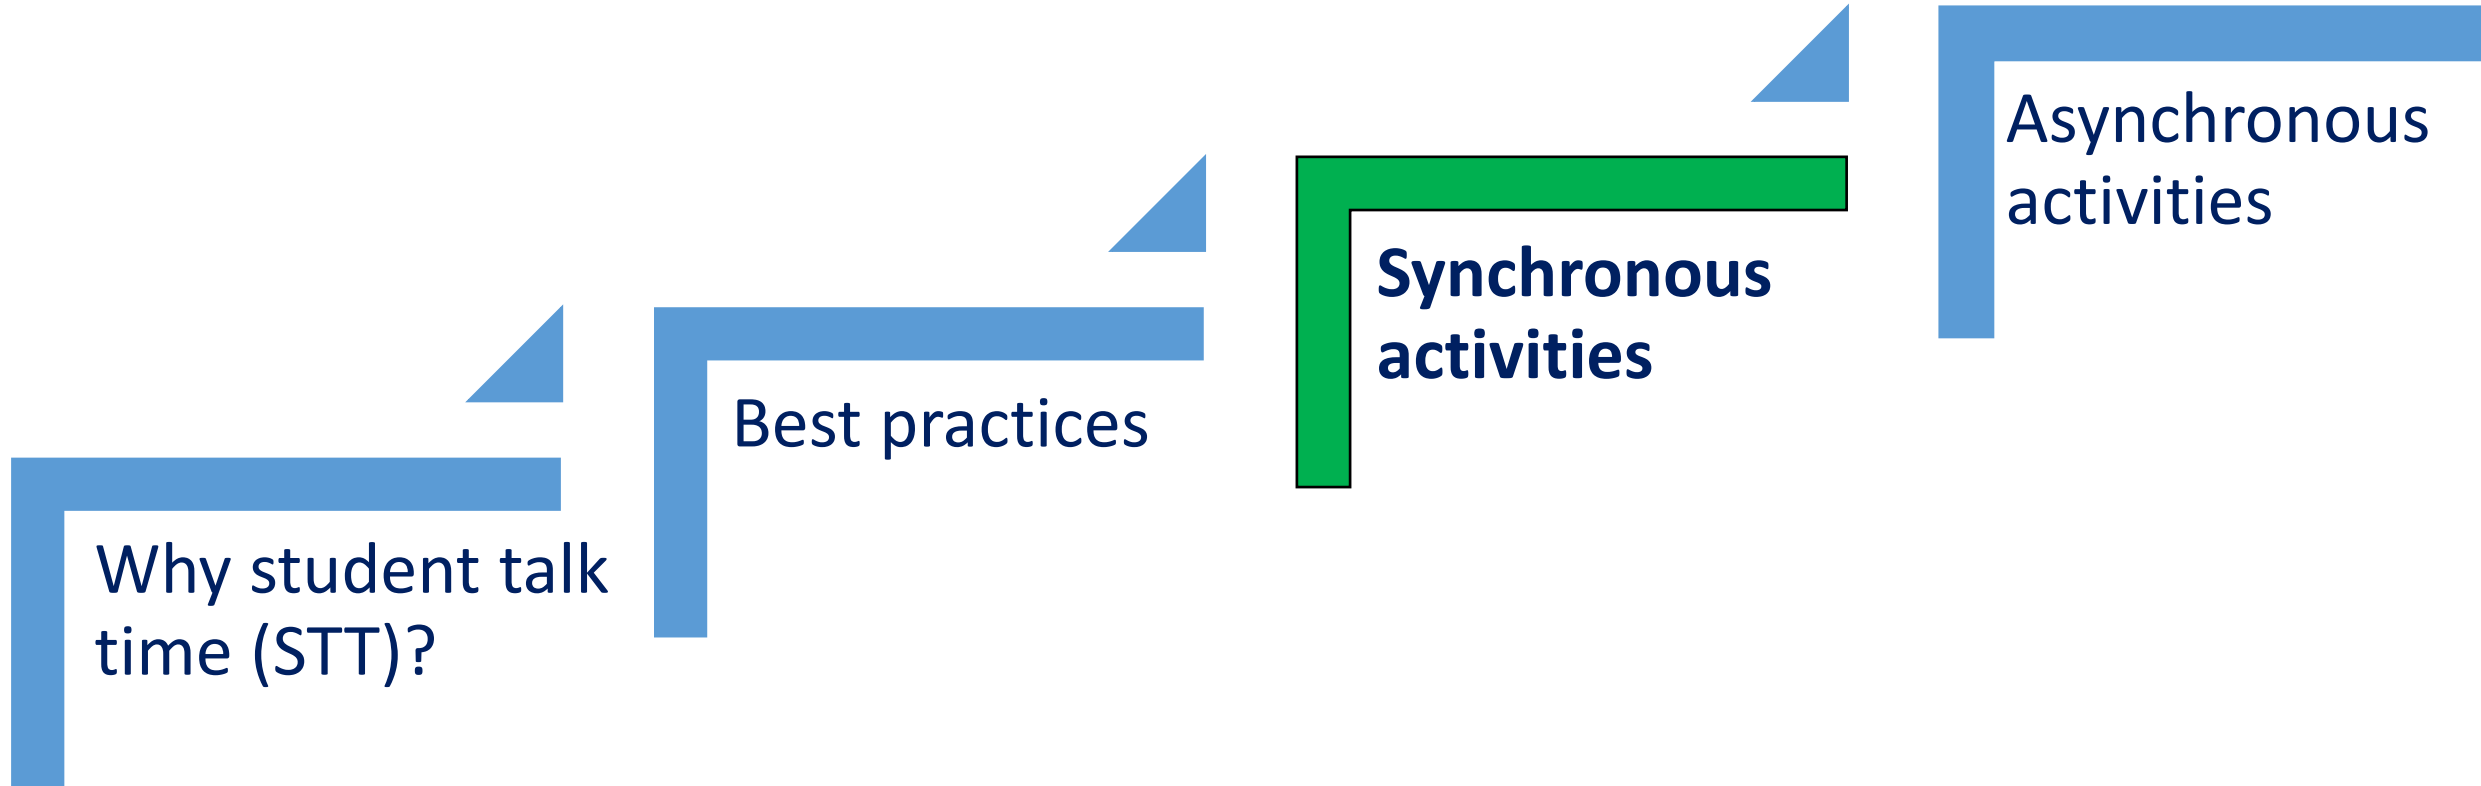 Why student talk
time (STT)?
Best practices
Synchronous
activities
Asynchronous
activities